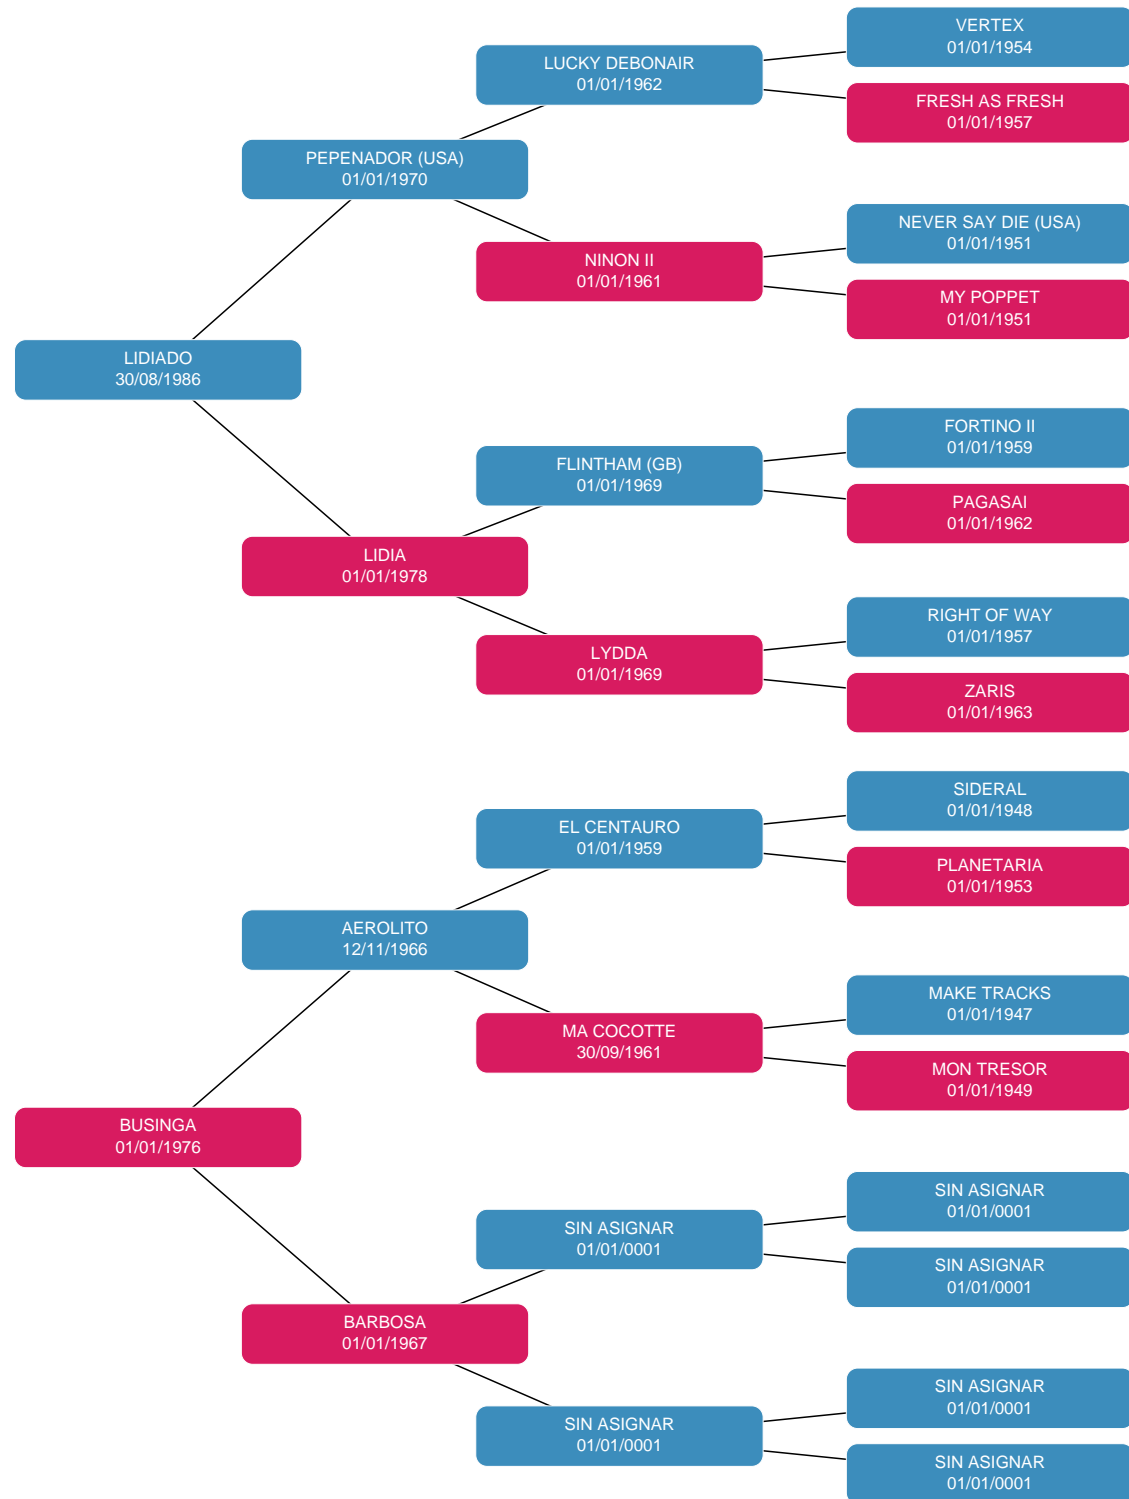 VERTEX
01/01/1954
LUCKY DEBONAIR
01/01/1962
FRESH AS FRESH
01/01/1957
PEPENADOR (USA)
01/01/1970
NEVER SAY DIE (USA)
01/01/1951
NINON II
01/01/1961
MY POPPET
01/01/1951
LIDIADO
30/08/1986
FORTINO II
01/01/1959
FLINTHAM (GB)
01/01/1969
PAGASAI
01/01/1962
LIDIA
01/01/1978
RIGHT OF WAY
01/01/1957
LYDDA
01/01/1969
ZARIS
01/01/1963
SIDERAL
01/01/1948
EL CENTAURO
01/01/1959
PLANETARIA
01/01/1953
AEROLITO
12/11/1966
MAKE TRACKS
01/01/1947
MA COCOTTE
30/09/1961
MON TRESOR
01/01/1949
BUSINGA
01/01/1976
SIN ASIGNAR
01/01/0001
SIN ASIGNAR
01/01/0001
SIN ASIGNAR
01/01/0001
BARBOSA
01/01/1967
SIN ASIGNAR
01/01/0001
SIN ASIGNAR
01/01/0001
SIN ASIGNAR
01/01/0001